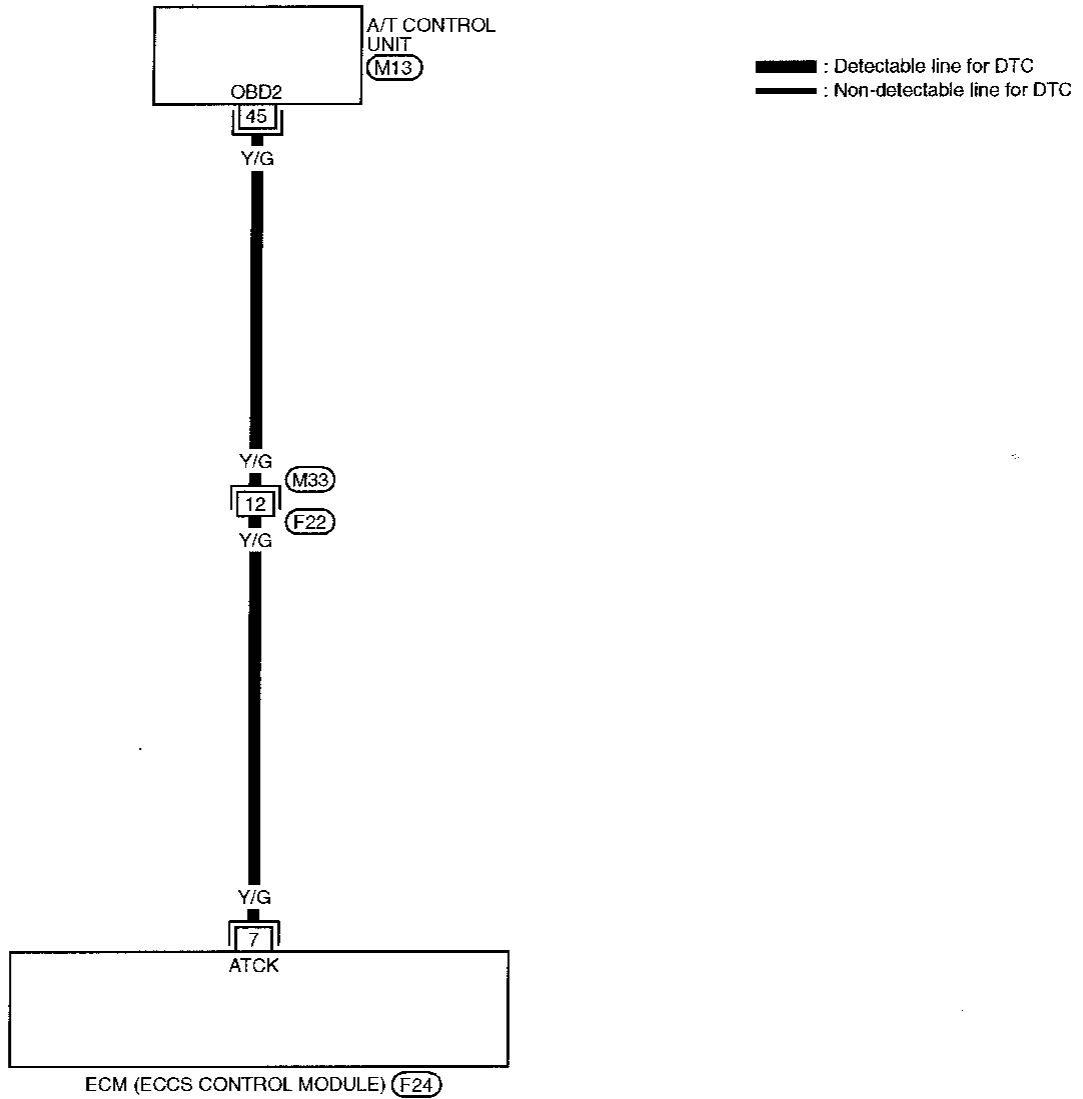 A/T CONTROL
UNIT
M13
OBD2
45
Y/G
: Detectable line for DTC
: Non-detectable line for DTC
Y/G
M33
12
F22
Y/G
Y/G
7
ATCK
ECM (ECCS CONTROL MODULE) F24